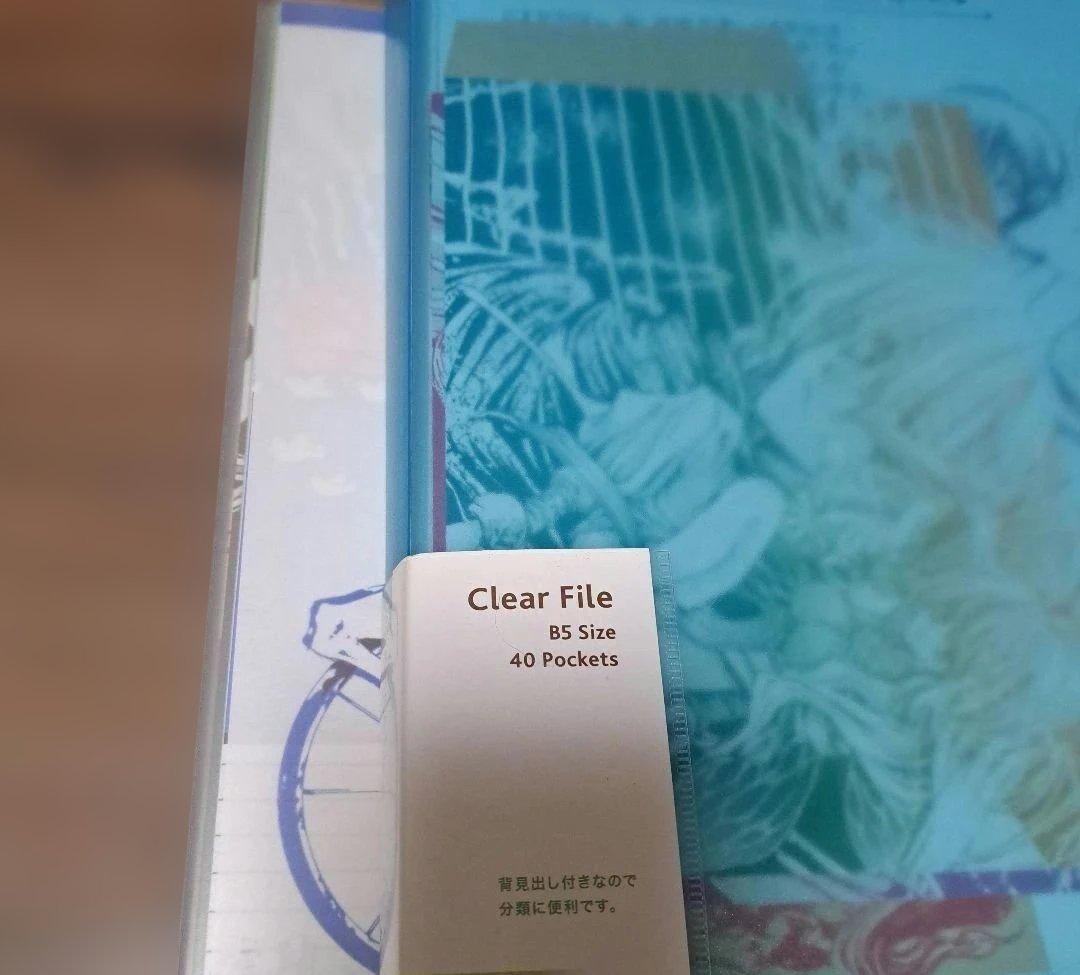 Clear File
B5 Size
40 Pockets
背見出し付きなので
分類に便利です。